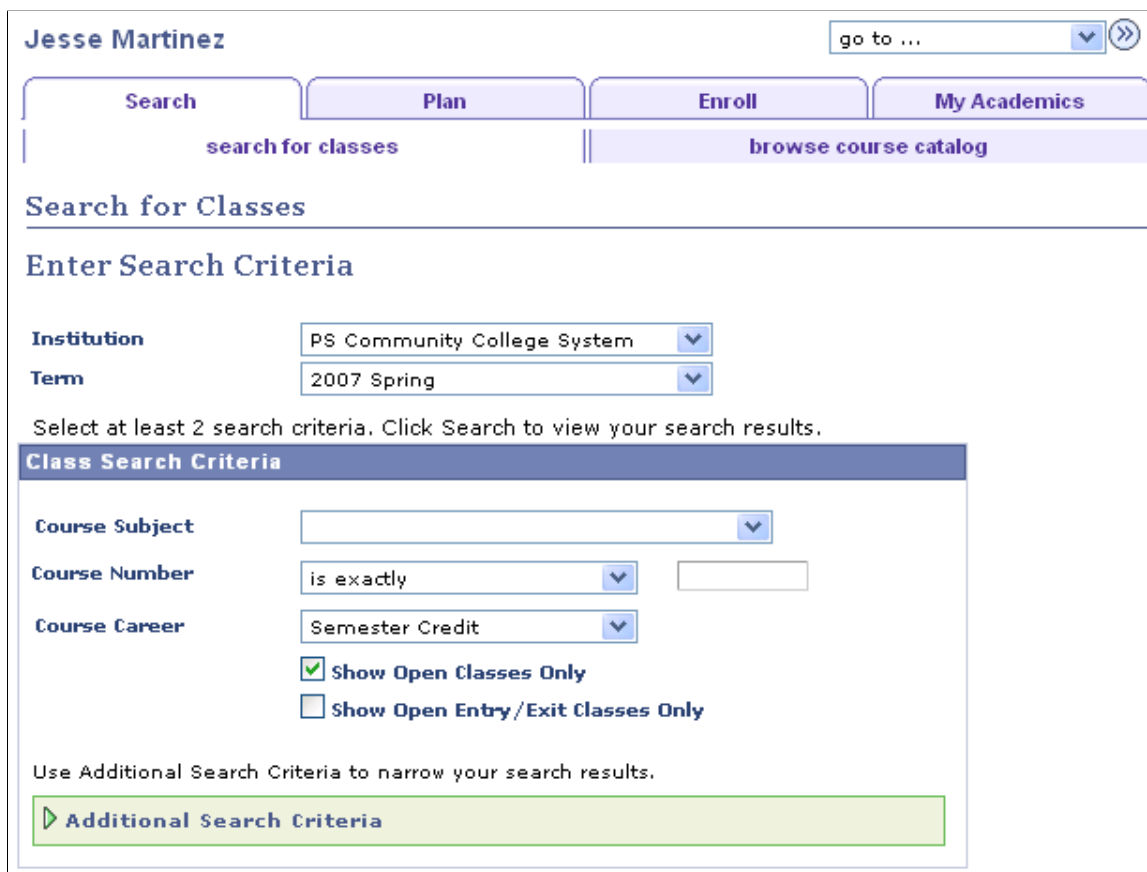 Jesse Martinez go to ...
Search Plan Enroll My Academics
search for classes browse course catalog
Search for Classes
Enter Search Criteria
Institution PS Community College System
Term 2007 Spring
Select at least 2 search criteria. Click Search to view your search results.
Class Search Criteria
Course Subject
Course Number is exactly
Course Career Semester Credit
Show Open Classes Only
Show Open Entry/Exit Classes Only
Use Additional Search Criteria to narrow your search results.
Additional Search Criteria